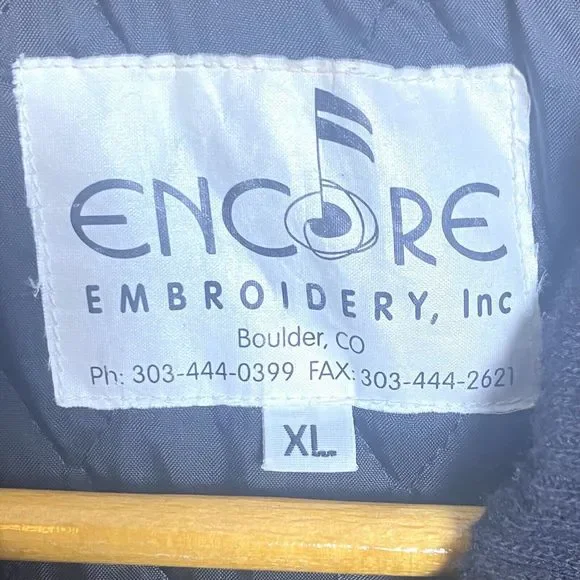 ENCORE
EMBROIDERY, Inc
Boulder, CO
Ph: 303-444-0399 FAX: 303-444-2621
XL